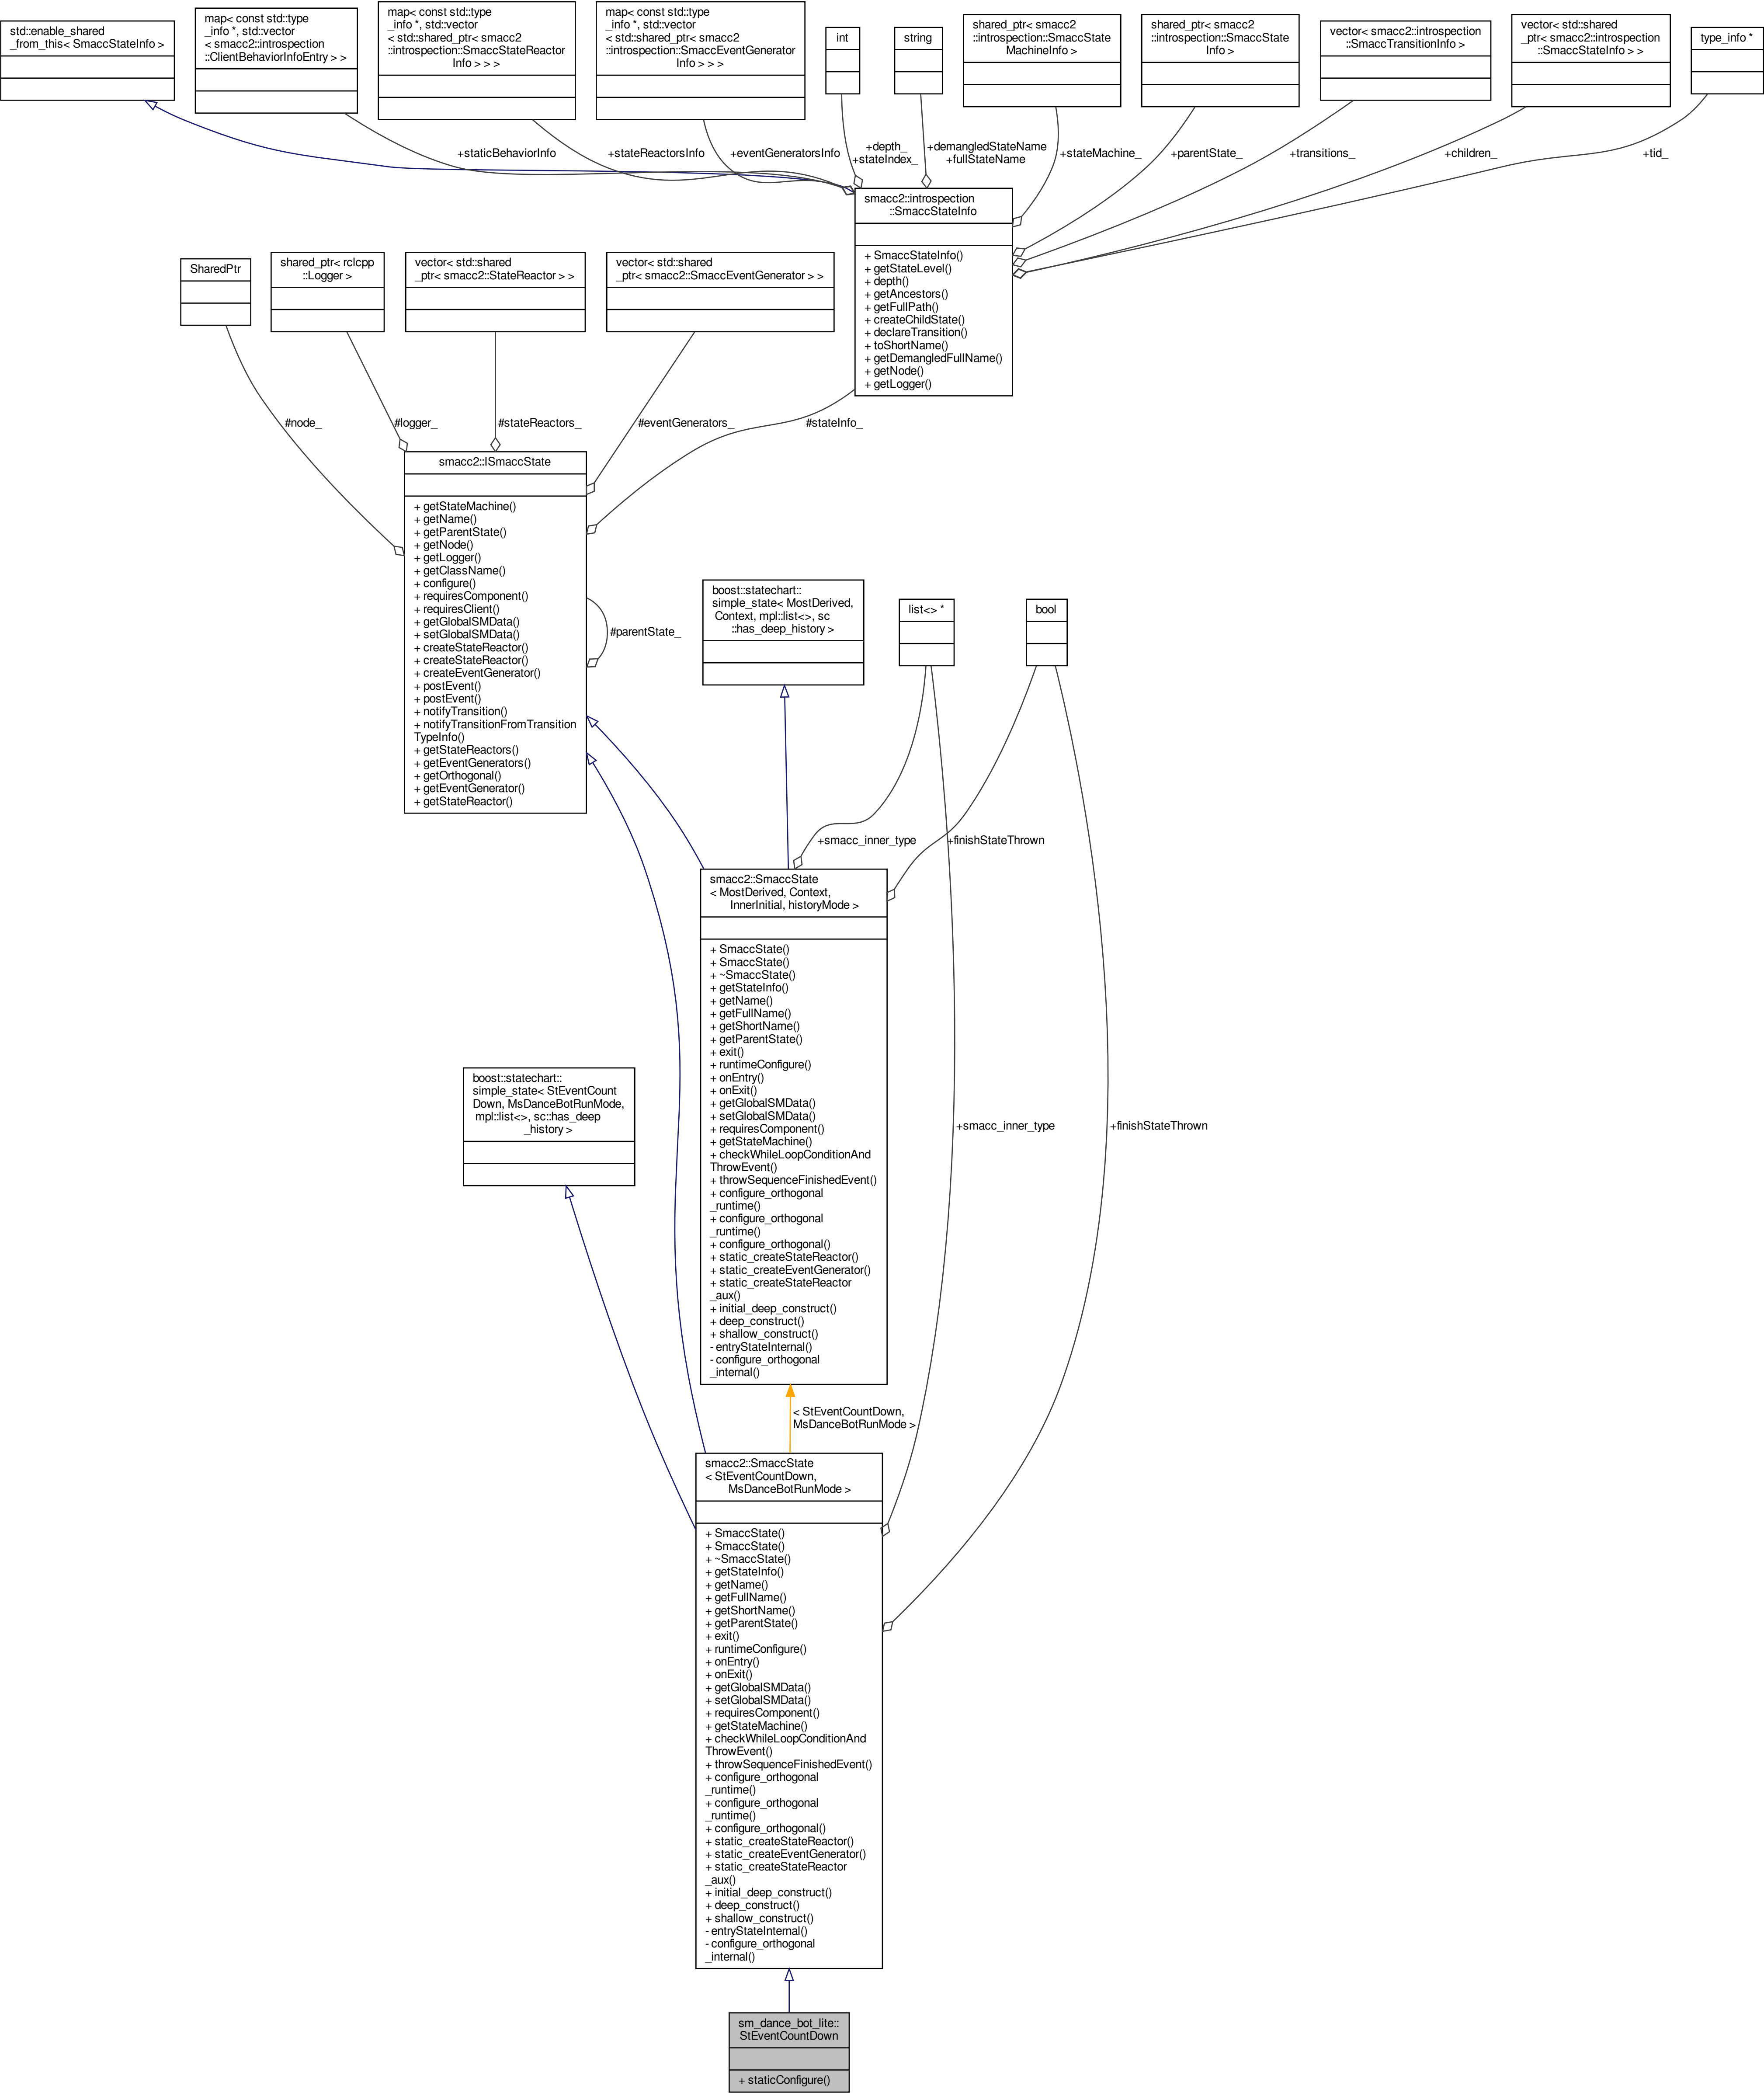 std::enable_shared
_from_this< SmaccStateInfo >
map< const std::type
_info *, std::vector
< smacc2::introspection
::ClientBehaviorInfoEntry > >
map< const std::type
_info *, std::vector
< std::shared_ptr< smacc2
::introspection::SmaccStateReactor
Info > > >
map< const std::type
_info *, std::vector
< std::shared_ptr< smacc2
::introspection::SmaccEventGenerator
Info > > >
int
string
shared_ptr< smacc2
::introspection::SmaccState
MachineInfo >
shared_ptr< smacc2
::introspection::SmaccState
Info >
vector< smacc2::introspection
::SmaccTransitionInfo >
vector< std::shared
_ptr< smacc2::introspection
::SmaccStateInfo > >
type_info *
+staticBehaviorInfo
+stateReactorsInfo
+eventGeneratorsInfo
+depth_
+stateIndex_
+demangledStateName
+fullStateName
+stateMachine_
+parentState_
+transitions_
+children_
+tid_
smacc2::introspection
::SmaccStateInfo
+ SmaccStateInfo()
+ getStateLevel()
+ depth()
+ getAncestors()
+ getFullPath()
+ createChildState()
+ declareTransition()
+ toShortName()
+ getDemangledFullName()
+ getNode()
+ getLogger()
SharedPtr
shared_ptr< rclcpp
::Logger >
vector< std::shared
_ptr< smacc2::StateReactor > >
vector< std::shared
_ptr< smacc2::SmaccEventGenerator > >
#node_
#logger_
#stateReactors_
#eventGenerators_
#stateInfo_
smacc2::ISmaccState
+ getStateMachine()
+ getName()
+ getParentState()
+ getNode()
+ getLogger()
+ getClassName()
+ configure()
+ requiresComponent()
+ requiresClient()
+ getGlobalSMData()
+ setGlobalSMData()
+ createStateReactor()
+ createStateReactor()
+ createEventGenerator()
+ postEvent()
+ postEvent()
+ notifyTransition()
+ notifyTransitionFromTransition
TypeInfo()
+ getStateReactors()
+ getEventGenerators()
+ getOrthogonal()
+ getEventGenerator()
+ getStateReactor()
#parentState_
boost::statechart::
simple_state< MostDerived,
Context, mpl::list<>, sc
::has_deep_history >
list<> *
bool
+smacc_inner_type
+finishStateThrown
smacc2::SmaccState
< MostDerived, Context,
InnerInitial, historyMode >
+ SmaccState()
+ SmaccState()
+ ~SmaccState()
+ getStateInfo()
+ getName()
+ getFullName()
+ getShortName()
+ getParentState()
+ exit()
+ runtimeConfigure()
+ onEntry()
+ onExit()
+ getGlobalSMData()
+ setGlobalSMData()
+ requiresComponent()
+ getStateMachine()
+ checkWhileLoopConditionAnd
ThrowEvent()
+ throwSequenceFinishedEvent()
+ configure_orthogonal
_runtime()
+ configure_orthogonal
_runtime()
+ configure_orthogonal()
+ static_createStateReactor()
+ static_createEventGenerator()
+ static_createStateReactor
_aux()
+ initial_deep_construct()
+ deep_construct()
+ shallow_construct()
- entryStateInternal()
- configure_orthogonal
_internal()
boost::statechart::
simple_state< StEventCount
Down, MsDanceBotRunMode,
mpl::list<>, sc::has_deep
_history >
+smacc_inner_type
+finishStateThrown
< StEventCountDown,
MsDanceBotRunMode >
smacc2::SmaccState
< StEventCountDown,
MsDanceBotRunMode >
+ SmaccState()
+ SmaccState()
+ ~SmaccState()
+ getStateInfo()
+ getName()
+ getFullName()
+ getShortName()
+ getParentState()
+ exit()
+ runtimeConfigure()
+ onEntry()
+ onExit()
+ getGlobalSMData()
+ setGlobalSMData()
+ requiresComponent()
+ getStateMachine()
+ checkWhileLoopConditionAnd
ThrowEvent()
+ throwSequenceFinishedEvent()
+ configure_orthogonal
_runtime()
+ configure_orthogonal
_runtime()
+ configure_orthogonal()
+ static_createStateReactor()
+ static_createEventGenerator()
+ static_createStateReactor
_aux()
+ initial_deep_construct()
+ deep_construct()
+ shallow_construct()
- entryStateInternal()
- configure_orthogonal
_internal()
sm_dance_bot_lite::
StEventCountDown
+ staticConfigure()